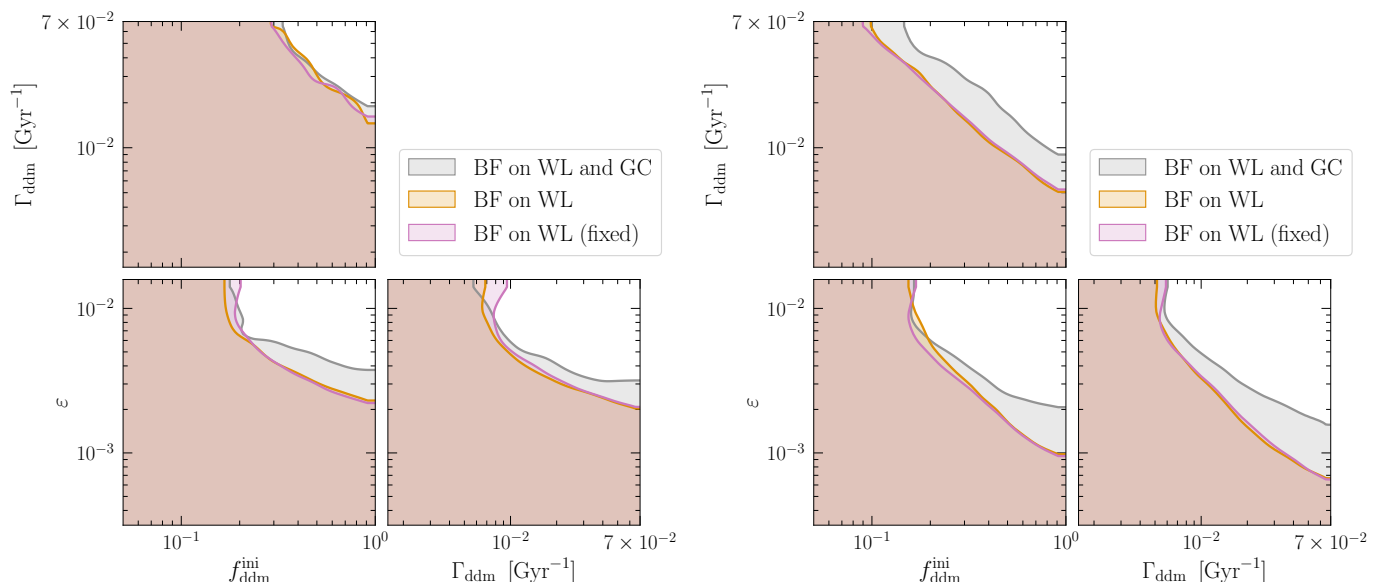 7 × 10⁻²
10⁻²
Γ_ddm [Gyr⁻¹]
BF on WL and GC
BF on WL
BF on WL (fixed)
10⁻²
10⁻³
ε
10⁻¹
10⁰
f_ddm^ini
10⁻²
7 × 10⁻²
Γ_ddm [Gyr⁻¹]
7 × 10⁻²
10⁻²
Γ_ddm [Gyr⁻¹]
BF on WL and GC
BF on WL
BF on WL (fixed)
10⁻²
10⁻³
ε
10⁻¹
10⁰
f_ddm^ini
10⁻²
7 × 10⁻²
Γ_ddm [Gyr⁻¹]